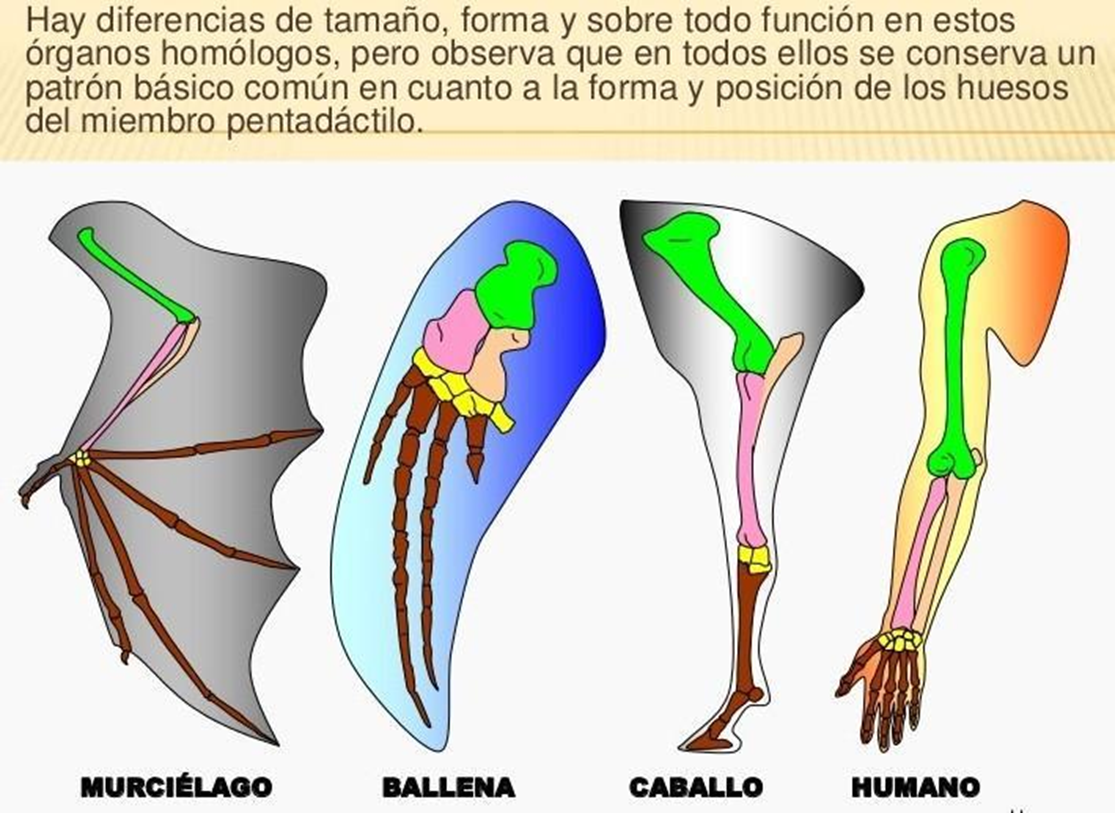 Hay diferencias de tamaño, forma y sobre todo función en estos
órganos homólogos, pero observa que en todos ellos se conserva un
patrón básico común en cuanto a la forma y posición de los huesos
del miembro pentadáctilo.
MURCIÉLAGO BALLENA CABALLO HUMANO